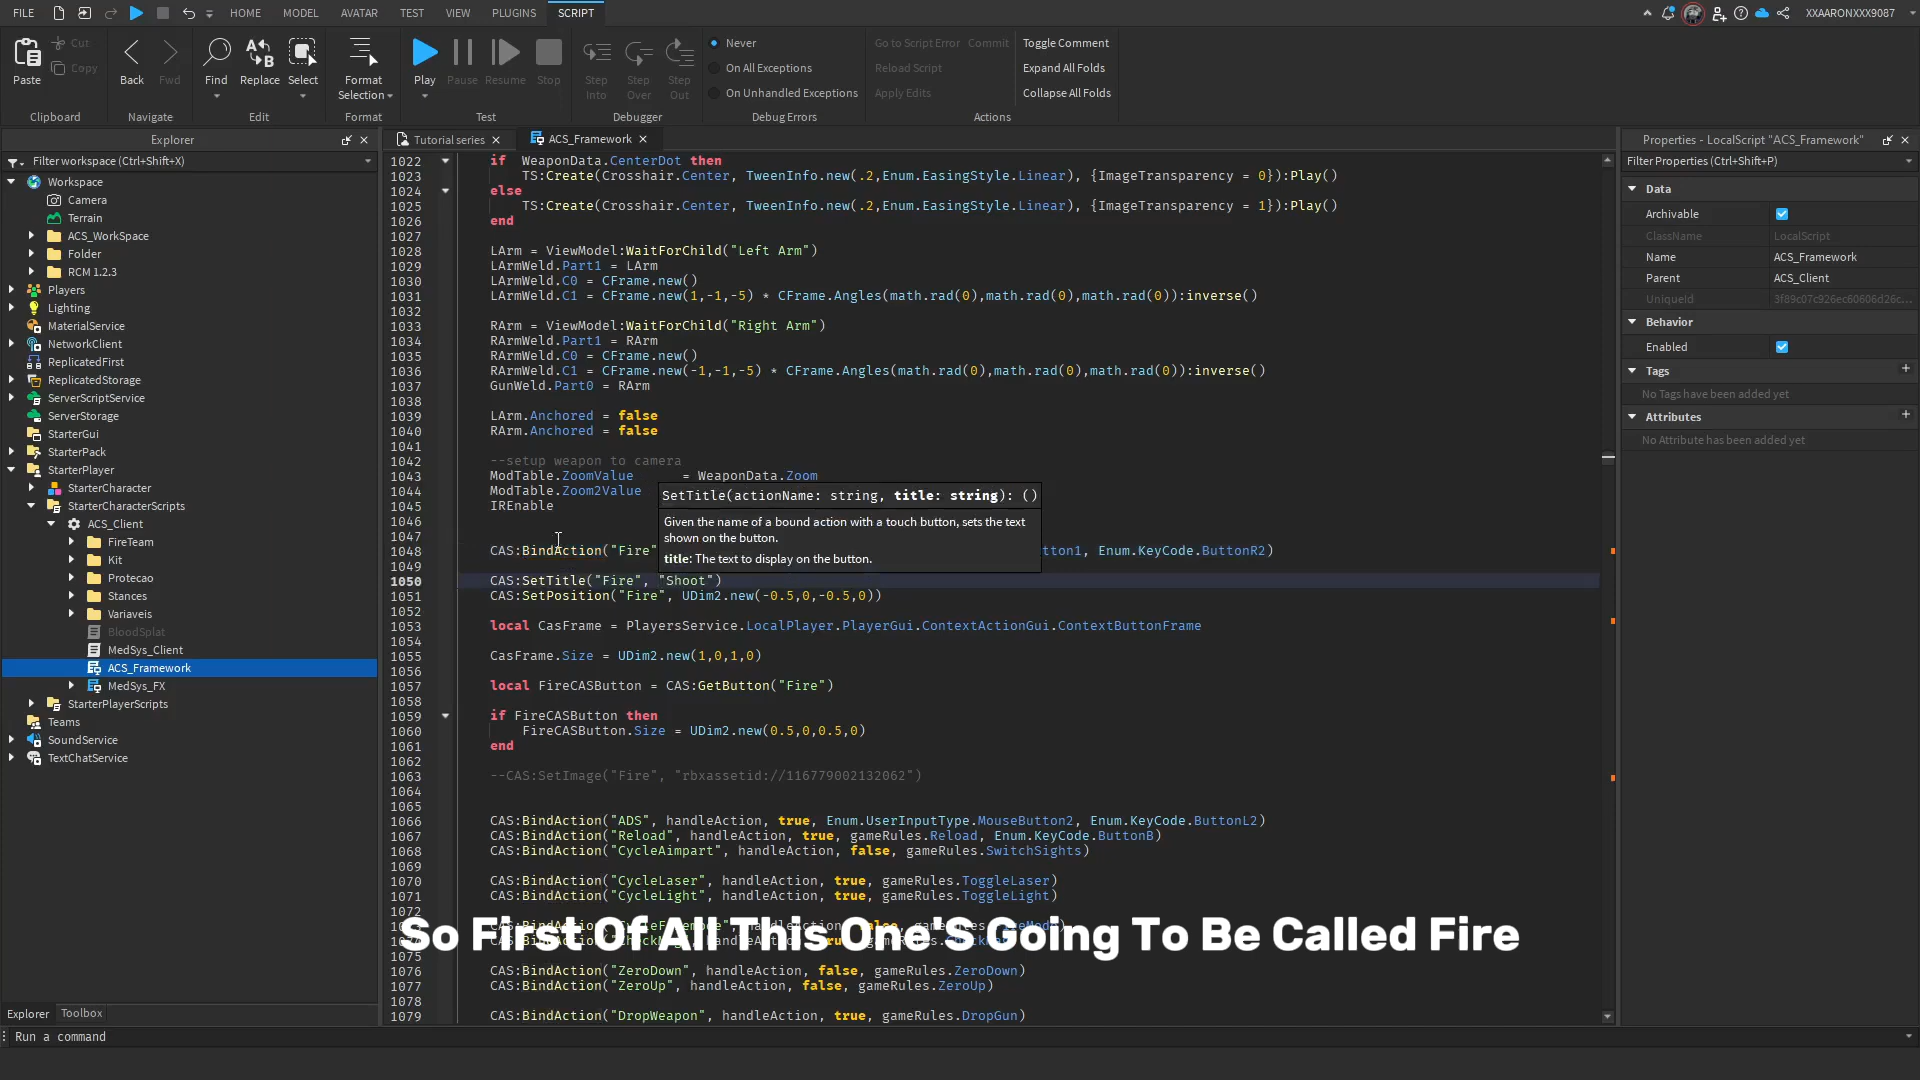 FILE HOME MODEL AVATAR TEST VIEW PLUGINS SCRIPT XXAARONXXX9087
Paste Cut Copy Back Fwd Find Replace Select Format Selection Play Pause Resume Stop Step Into Step Over Step Out
Never
On All Exceptions
On Unhandled Exceptions
Go to Script Error Commit
Reload Script
Apply Edits
Toggle Comment
Expand All Folds
Collapse All Folds
Clipboard Navigate Edit Format Test Debugger Debug Errors Actions
Explorer
Filter workspace (Ctrl+Shift+X)
Workspace
Camera
Terrain
ACS_WorkSpace
Folder
RCM 1.2.3
Players
Lighting
MaterialService
NetworkClient
ReplicatedFirst
ReplicatedStorage
ServerScriptService
ServerStorage
StarterGui
StarterPack
StarterPlayer
StarterCharacter
StarterCharacterScripts
ACS_Client
FireTeam
Kit
Protecao
Stances
Variaveis
BloodSplat
MedSys_Client
ACS_Framework
MedSys_FX
StarterPlayerScripts
Teams
SoundService
TextChatService
Explorer Toolbox
Run a command
Tutorial series ACS_Framework
1022 if WeaponData.CenterDot then
1023 TS:Create(Crosshair.Center, TweenInfo.new(.2,Enum.EasingStyle.Linear), {ImageTransparency = 0}):Play()
1024 else
1025 TS:Create(Crosshair.Center, TweenInfo.new(.2,Enum.EasingStyle.Linear), {ImageTransparency = 1}):Play()
1026 end
1027
1028 LArm = ViewModel:WaitForChild("Left Arm")
1029 LArmWeld.Part1 = LArm
1030 LArmWeld.C0 = CFrame.new()
1031 LArmWeld.C1 = CFrame.new(1,-1,-5) * CFrame.Angles(math.rad(0),math.rad(0),math.rad(0)):inverse()
1032
1033 RArm = ViewModel:WaitForChild("Right Arm")
1034 RArmWeld.Part1 = RArm
1035 RArmWeld.C0 = CFrame.new()
1036 RArmWeld.C1 = CFrame.new(-1,-1,-5) * CFrame.Angles(math.rad(0),math.rad(0),math.rad(0)):inverse()
1037 GunWeld.Part0 = RArm
1038
1039 LArm.Anchored = false
1040 RArm.Anchored = false
1041
1042 --setup weapon to camera
1043 ModTable.ZoomValue = WeaponData.Zoom
1044 ModTable.Zoom2Value
1045 IREnable
1046
1047
1048 CAS:BindAction("Fire" tton1, Enum.KeyCode.ButtonR2)
1049
1050 CAS:SetTitle("Fire", "Shoot")
1051 CAS:SetPosition("Fire", UDim2.new(-0.5,0,-0.5,0))
1052
1053 local CasFrame = PlayersService.LocalPlayer.PlayerGui.ContextActionGui.ContextButtonFrame
1054
1055 CasFrame.Size = UDim2.new(1,0,1,0)
1056
1057 local FireCASButton = CAS:GetButton("Fire")
1058
1059 if FireCASButton then
1060 FireCASButton.Size = UDim2.new(0.5,0,0.5,0)
1061 end
1062
1063 --CAS:SetImage("Fire", "rbxassetid://116779002132062")
1064
1065
1066 CAS:BindAction("ADS", handleAction, true, Enum.UserInputType.MouseButton2, Enum.KeyCode.ButtonL2)
1067 CAS:BindAction("Reload", handleAction, true, gameRules.Reload, Enum.KeyCode.ButtonB)
1068 CAS:BindAction("CycleAimpart", handleAction, false, gameRules.SwitchSights)
1069
1070 CAS:BindAction("CycleLaser", handleAction, true, gameRules.ToggleLaser)
1071 CAS:BindAction("CycleLight", handleAction, true, gameRules.ToggleLight)
1072
1075
1076 CAS:BindAction("ZeroDown", handleAction, false, gameRules.ZeroDown)
1077 CAS:BindAction("ZeroUp", handleAction, false, gameRules.ZeroUp)
1078
1079 CAS:BindAction("DropWeapon", handleAction, true, gameRules.DropGun)
SetTitle(actionName: string, title: string): ()
Given the name of a bound action with a touch button, sets the text
shown on the button.
title: The text to display on the button.
So First Of All This One'S Going To Be Called Fire
Properties - LocalScript "ACS_Framework"
Filter Properties (Ctrl+Shift+P)
Data
Archivable
ClassName LocalScript
Name ACS_Framework
Parent ACS_Client
UniqueId 3f89c07c926ec60606d26c...
Behavior
Enabled
Tags
No Tags have been added yet
Attributes
No Attribute has been added yet